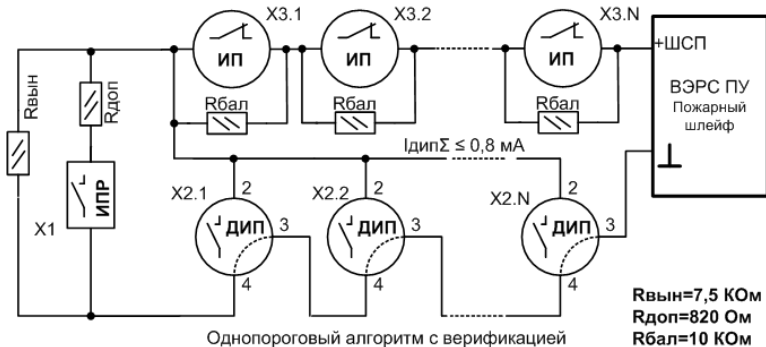 X3.1
X3.2
X3.N
ИП
ИП
ИП
+ШСП
ВЭРС ПУ
Пожарный
шлейф
Rвын
Rдоп
Rбал
Rбал
Rбал
IдипΣ ≤ 0,8 мА
ИПР
X1
X2.1
X2.2
X2.N
2
2
2
ДИП
ДИП
ДИП
3
3
3
4
4
4
Rвын=7,5 КОм
Rдоп=820 Ом
Rбал=10 КОм
Однопороговый алгоритм с верификацией